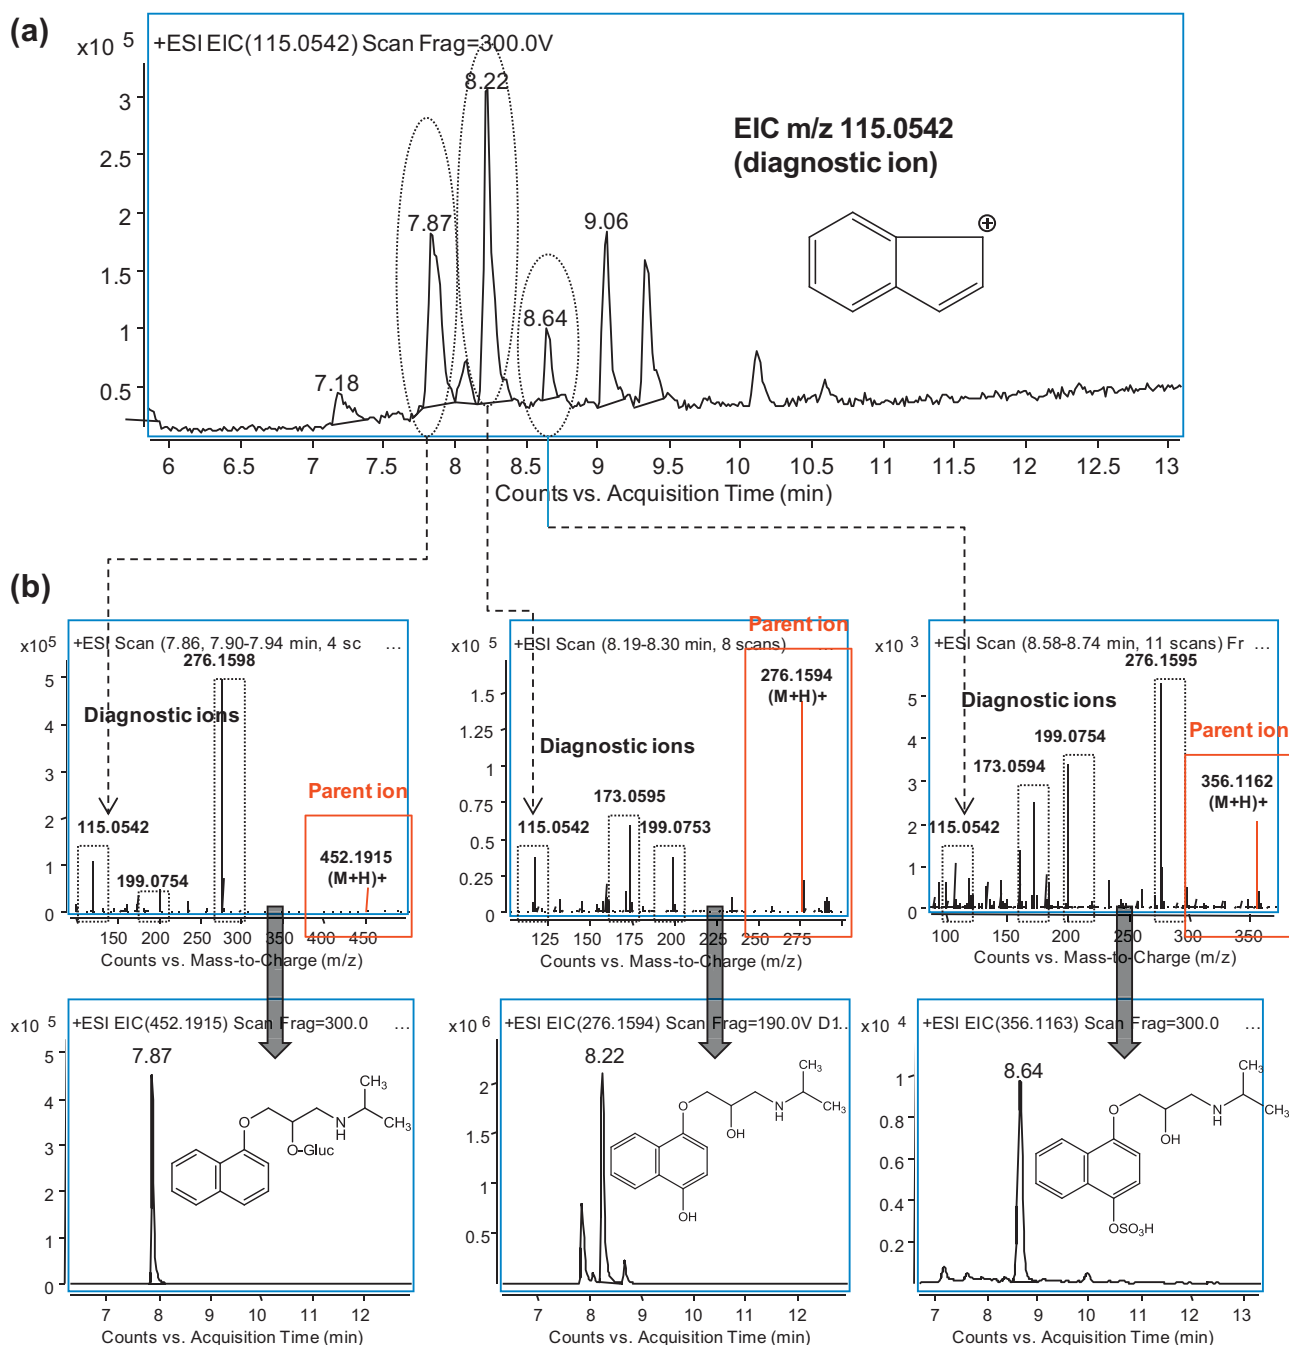 (a)
x10 5
+ESI EIC(115.0542) Scan Frag=300.0V
8.22
3
2.5
2
1.5
1
0.5
7.87
9.06
8.64
7.18
EIC m/z 115.0542
(diagnostic ion)
6 6.5 7 7.5 8 8.5 9 9.5 10 10.5 11 11.5 12 12.5 13
Counts vs. Acquisition Time (min)
(b)
x10 5
+ESI Scan (7.86, 7.90-7.94 min, 4 sc ...
276.1598
Diagnostic ions
Parent ion
115.0542
199.0754
452.1915
(M+H)+
5
4
3
2
1
0
150 200 250 300 350 400 450
Counts vs. Mass-to-Charge (m/z)
x10 5
Parent ion
+ESI Scan (8.19-8.30 min, 8 scans) ...
276.1594
(M+H)+
Diagnostic ions
173.0595
115.0542
199.0753
1.5
1.25
1
0.75
0.5
0.25
0
125 150 175 200 225 250 275
Counts vs. Mass-to-Charge (m/z)
x10 3
+ESI Scan (8.58-8.74 min, 11 scans) Fr ...
276.1595
Diagnostic ions
Parent ion
199.0754
173.0594
356.1162
(M+H)+
115.0542
5
4
3
2
1
0
100 150 200 250 300 350
Counts vs. Mass-to-Charge (m/z)
x10 5
+ESI EIC(452.1915) Scan Frag=300.0 ...
7.87
5
4
3
2
1
0
CH3
O
N
H
CH3
O-Gluc
7 8 9 10 11 12
Counts vs. Acquisition Time (min)
x10 6
+ESI EIC(276.1594) Scan Frag=190.0V D1...
8.22
2
1.5
1
0.5
CH3
O
N
H
CH3
OH
OH
7 8 9 10 11 12
Counts vs. Acquisition Time (min)
x10 4
+ESI EIC(356.1163) Scan Frag=300.0 ...
8.64
1
0.8
0.6
0.4
0.2
CH3
O
N
H
CH3
OH
OSO3H
7 8 9 10 11 12 13
Counts vs. Acquisition Time (min)